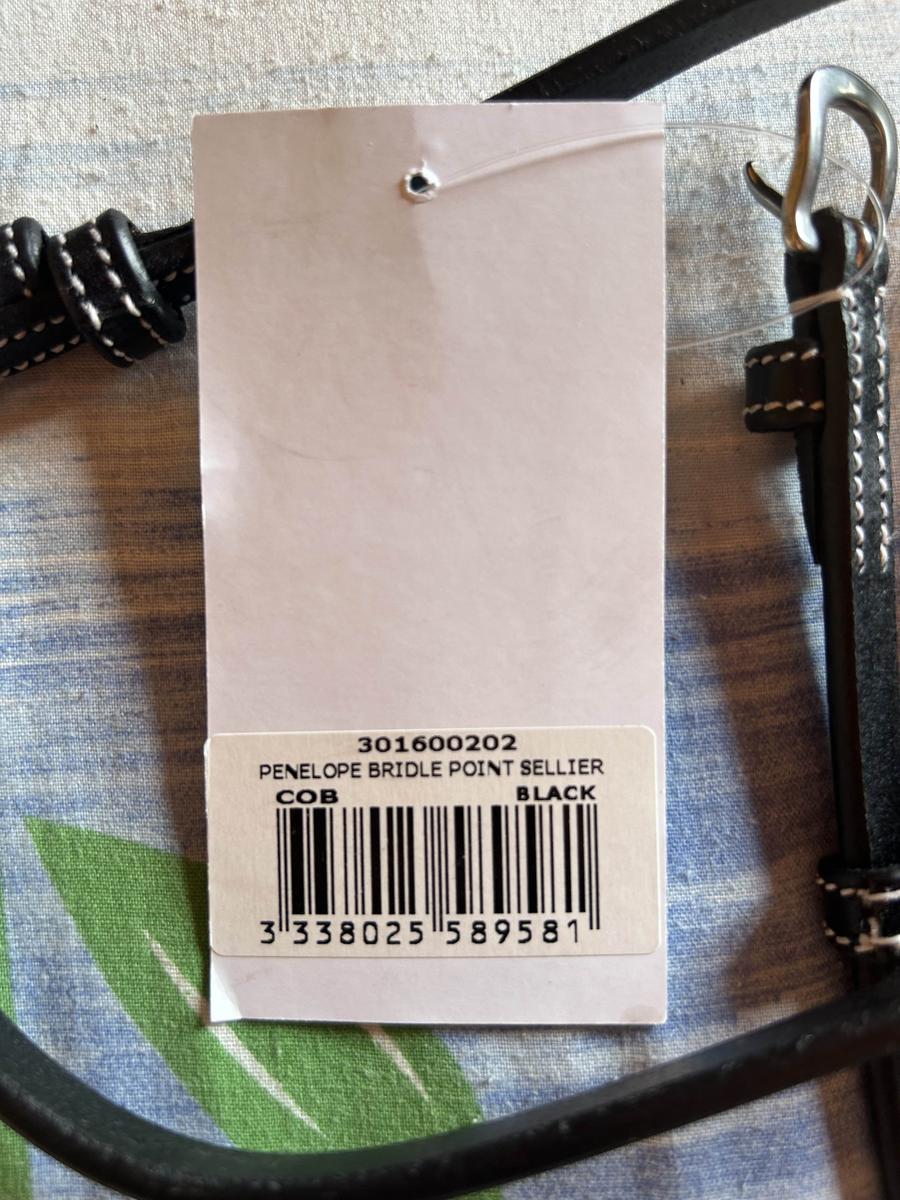 301600202
PENELOPE BRIDLE POINT SELLIER
COB BLACK
3 338025 589581